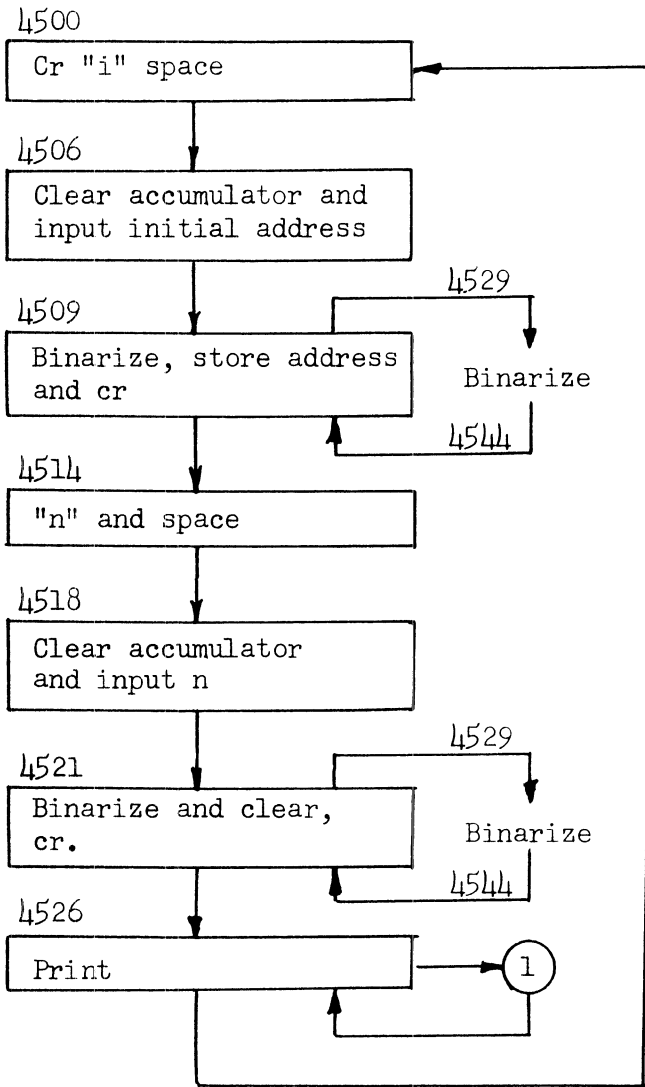 4500
Cr "i" space
4506
Clear accumulator and
input initial address
4509
4529
Binarize, store address
and cr
Binarize
4544
4514
"n" and space
4518
Clear accumulator
and input n
4521
4529
Binarize and clear,
cr.
Binarize
4544
4526
Print
1